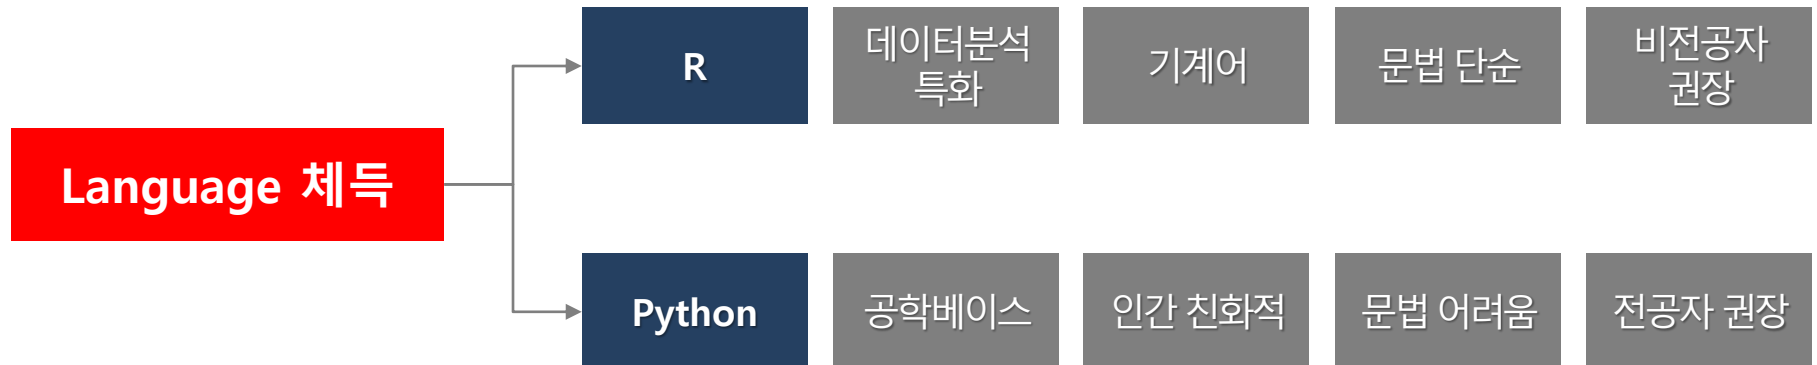 Language 체득
R
데이터분석
특화
기계어
문법 단순
비전공자
권장
Python
공학베이스
인간 친화적
문법 어려움
전공자 권장